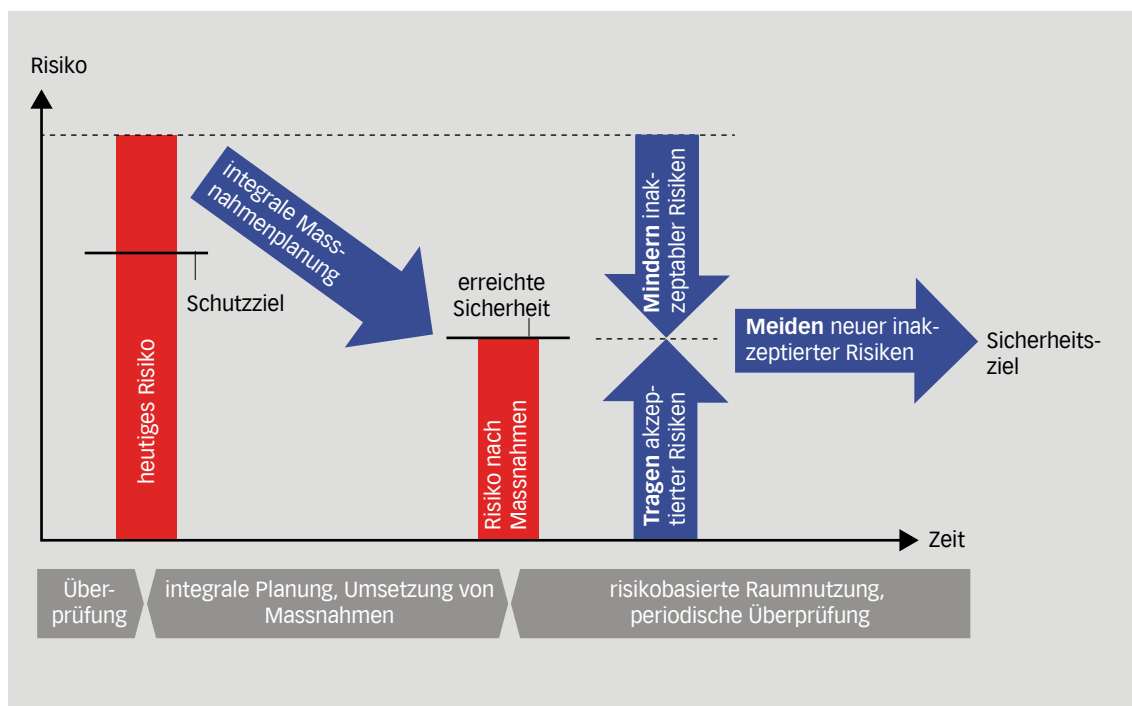 Risiko
heutiges Risiko
Schutzziel
integrale Mass-
nahmenplanung
erreichte
Sicherheit
Risiko nach
Massnahmen
Mindern inak-
zeptabler Risiken
Tragen akzep-
tierter Risiken
Meiden neuer inak-
zeptierter Risiken
Sicherheits-
ziel
Zeit
Über-
prüfung
integrale Planung, Umsetzung von
Massnahmen
risikobasierte Raumnutzung,
periodische Überprüfung